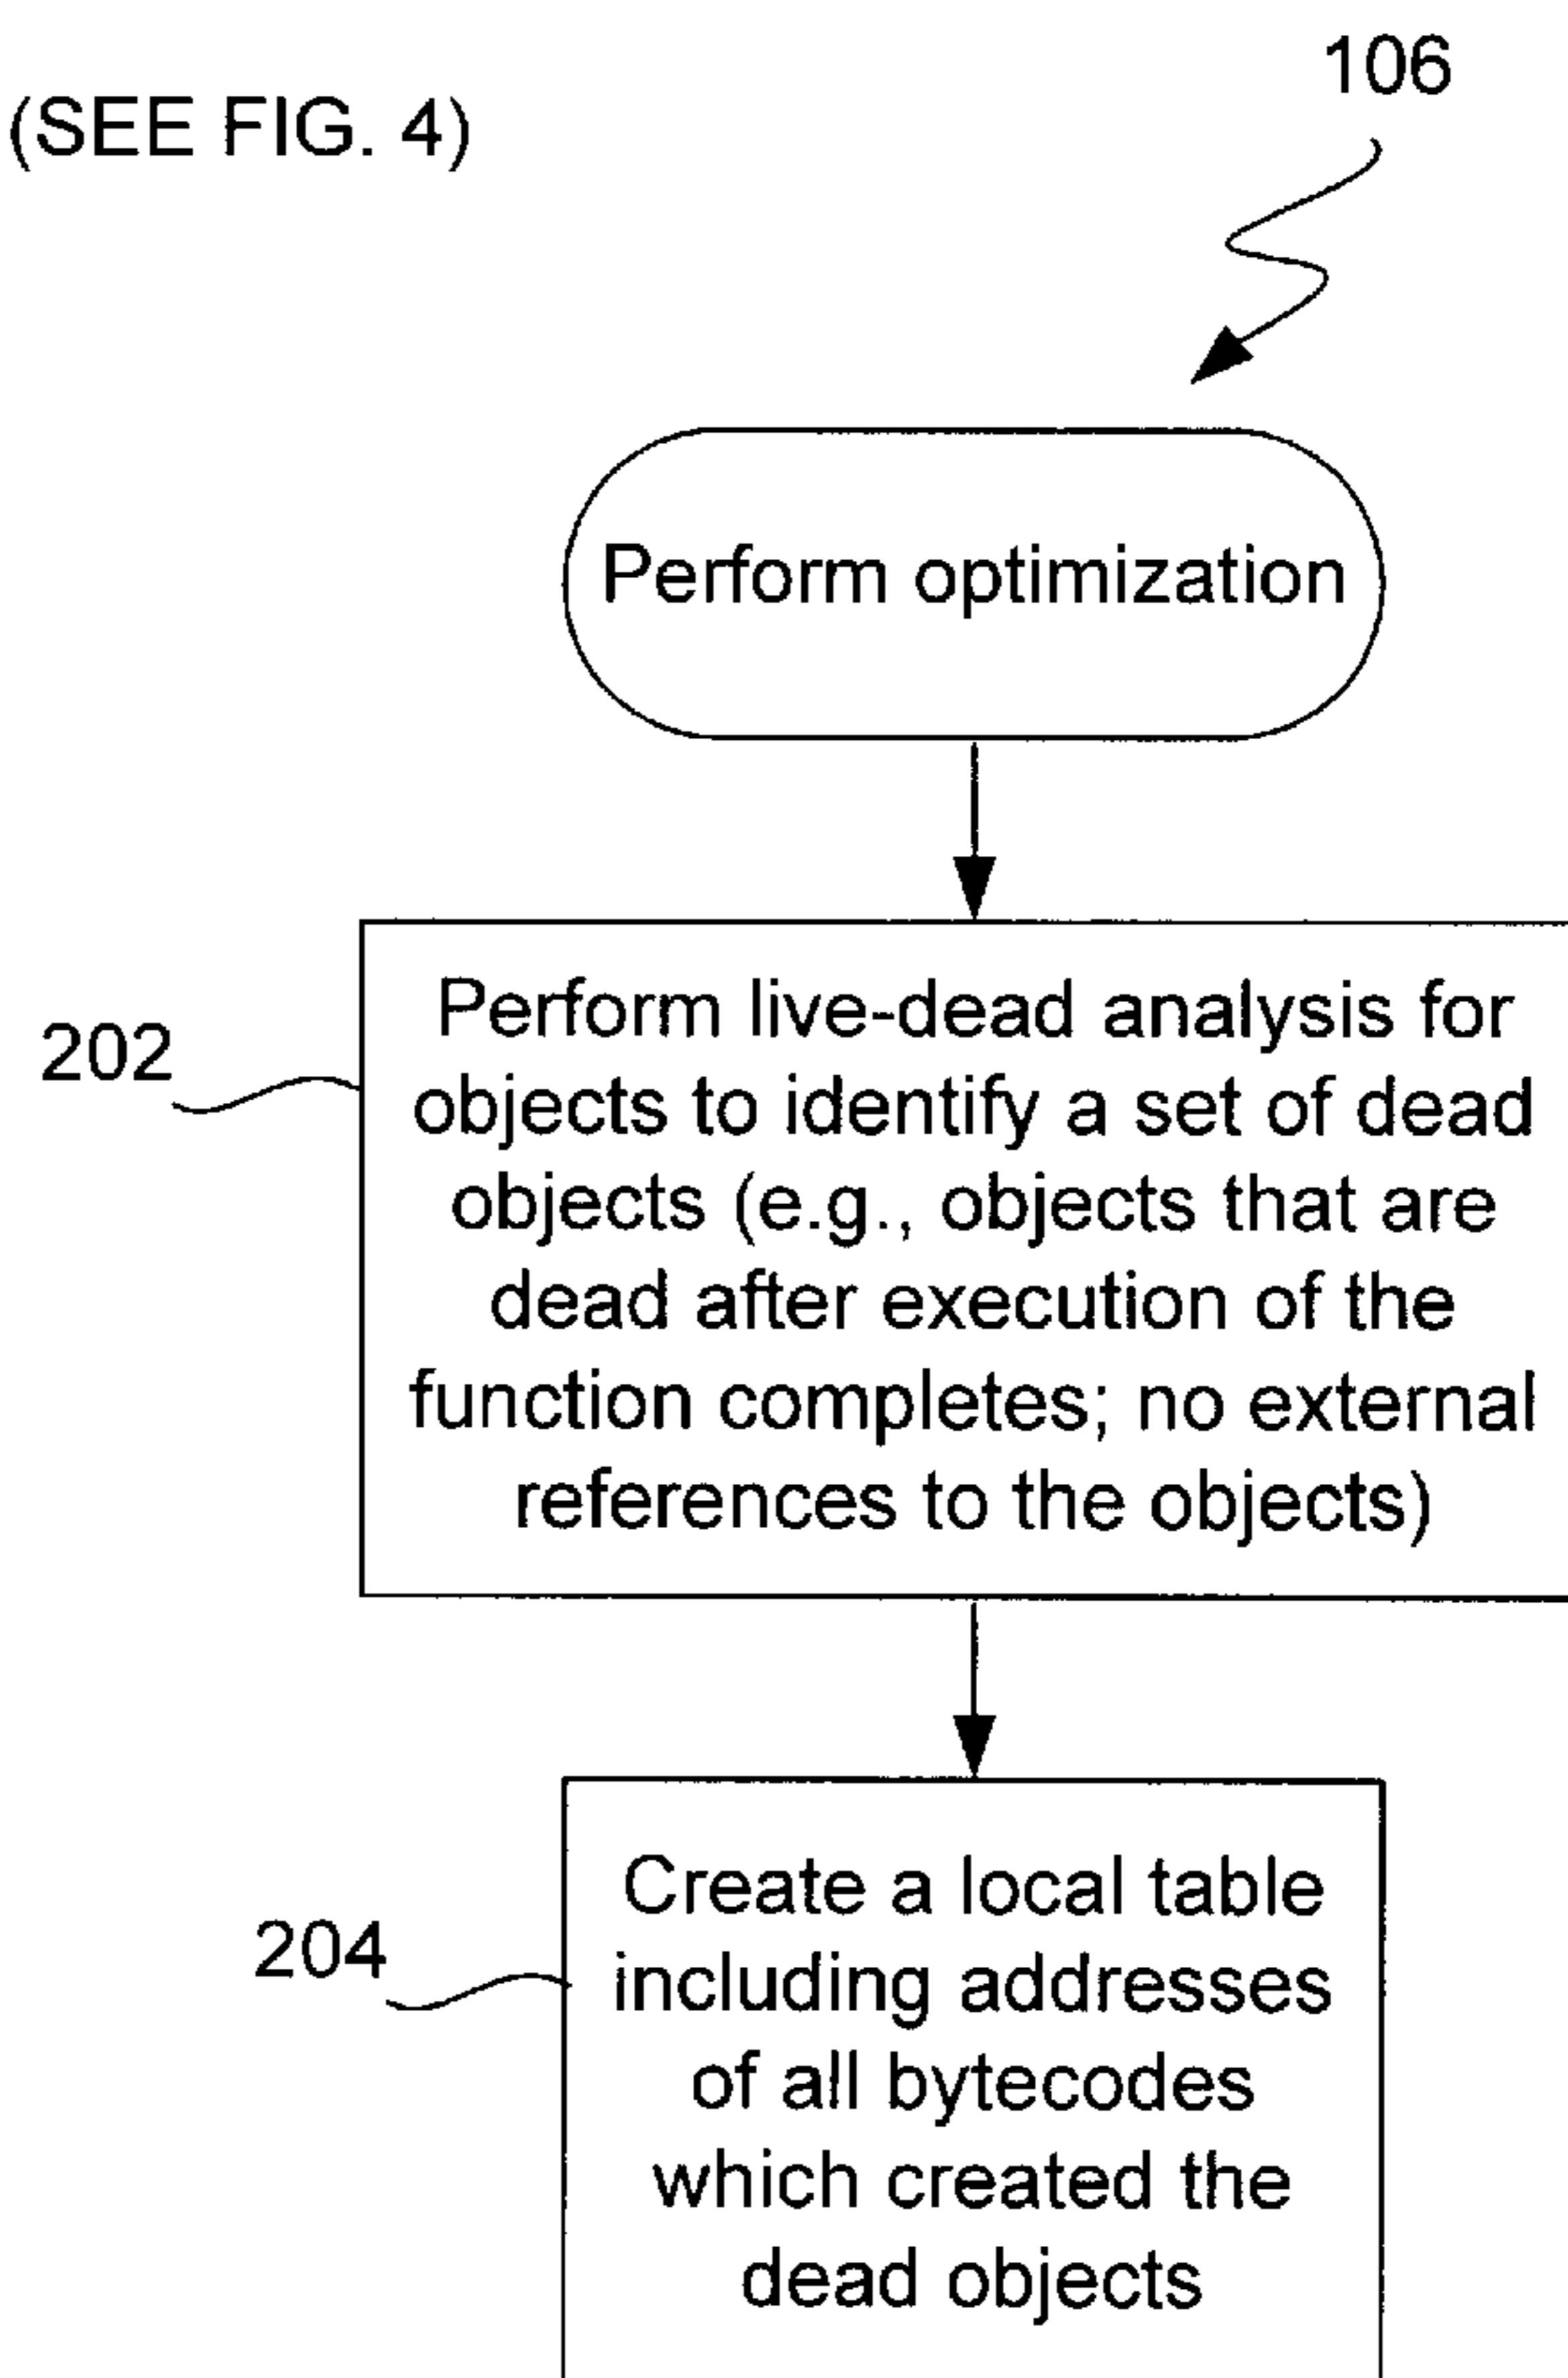 106
(SEE FIG. 4)
Perform optimization
202
Perform live-dead analysis for
objects to identify a set of dead
objects (e.g., objects that are
dead after execution of the
function completes; no external
references to the objects)
204
Create a local table
including addresses
of all bytecodes
which created the
dead objects